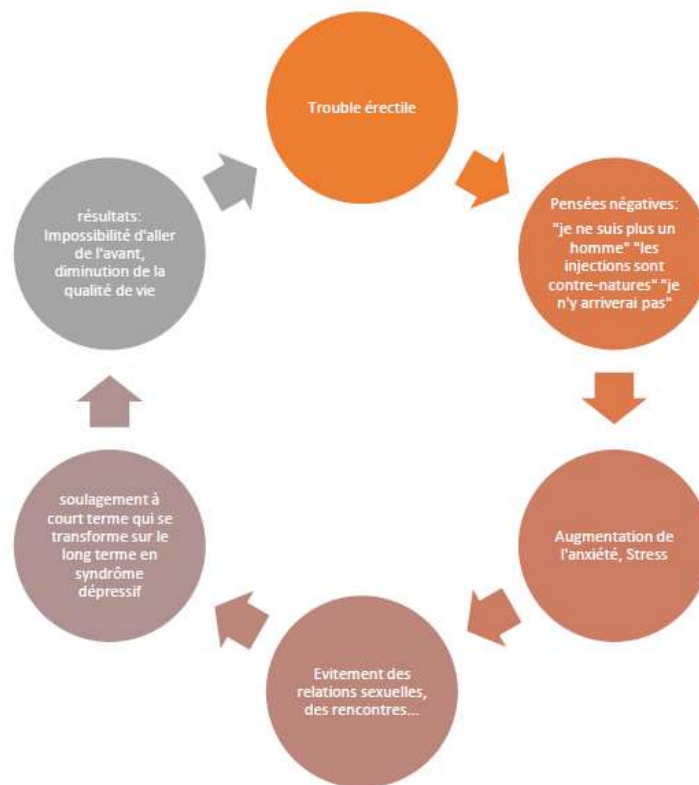 Trouble érectile
Pensées négatives:
"je ne suis plus un
homme" "les
injections sont
contre-natures" "je
n'y arriverai pas"
Augmentation de
l'anxiété, Stress
Evitement des
relations sexuelles,
des rencontres...
soulagement à
court terme qui se
transforme sur le
long terme en
syndrôme
dépressif
résultats:
Impossibilité d'aller
de l'avant,
diminution de la
qualité de vie